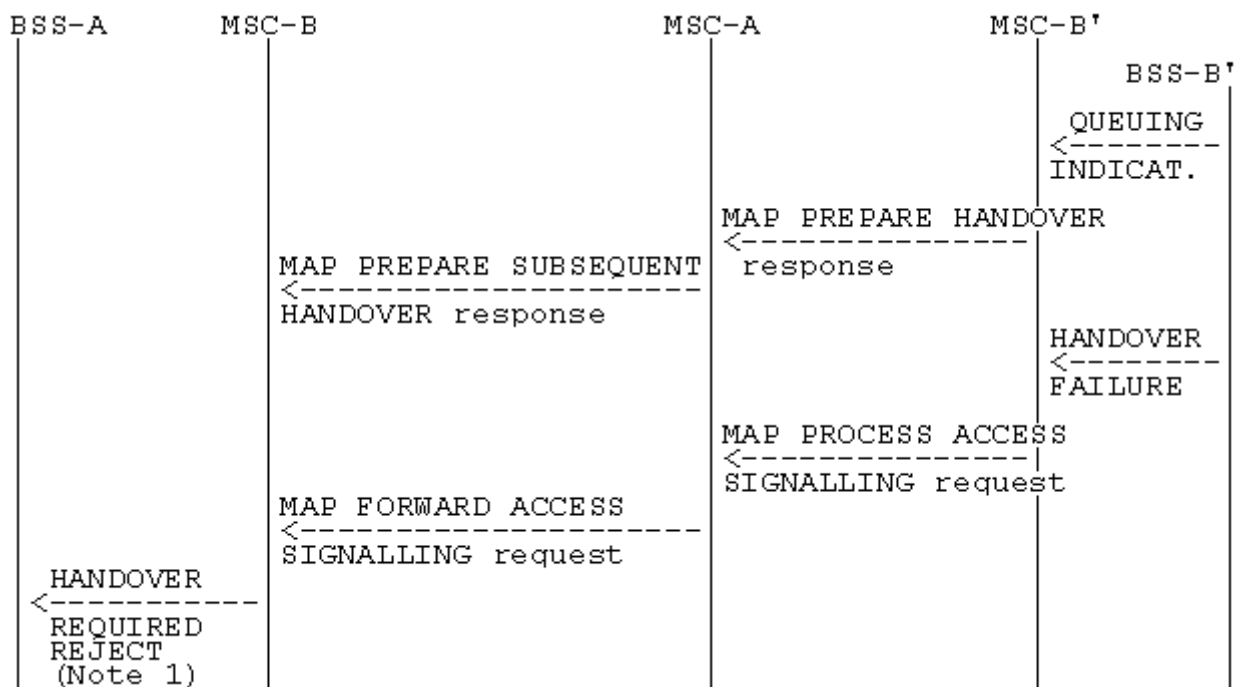 BSS-A MSC-B MSC-A MSC-B'
BSS-B'
QUEUING
INDICAT.
MAP PREPARE HANDOVER
response
MAP PREPARE SUBSEQUENT
HANDOVER response
HANDOVER
FAILURE
MAP PROCESS ACCESS
SIGNALLING request
MAP FORWARD ACCESS
SIGNALLING request
HANDOVER
REQUIRED
REJECT
(Note 1)